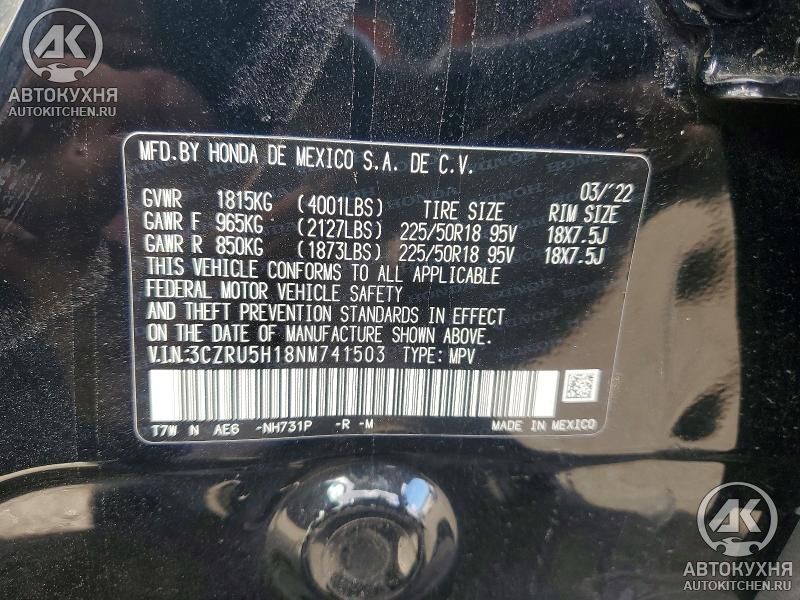 AK
АВТОКУХНЯ
AUTOKITCHEN.RU
MFD.BY HONDA DE MEXICO S.A. DE C.V.
03/'22
GVWR 1815KG (4001LBS) TIRE SIZE RIM SIZE
GAWR F 965KG (2127LBS) 225/50R18 95V 18X7.5J
GAWR R 850KG (1873LBS) 225/50R18 95V 18X7.5J
THIS VEHICLE CONFORMS TO ALL APPLICABLE
FEDERAL MOTOR VEHICLE SAFETY
AND THEFT PREVENTION STANDARDS IN EFFECT
ON THE DATE OF MANUFACTURE SHOWN ABOVE.
V.I.N.:3CZRU5H18NM741503 TYPE: MPV
T7W N AE6 -NH731P -R -M MADE IN MEXICO
AK
АВТОКУХНЯ
AUTOKITCHEN.RU